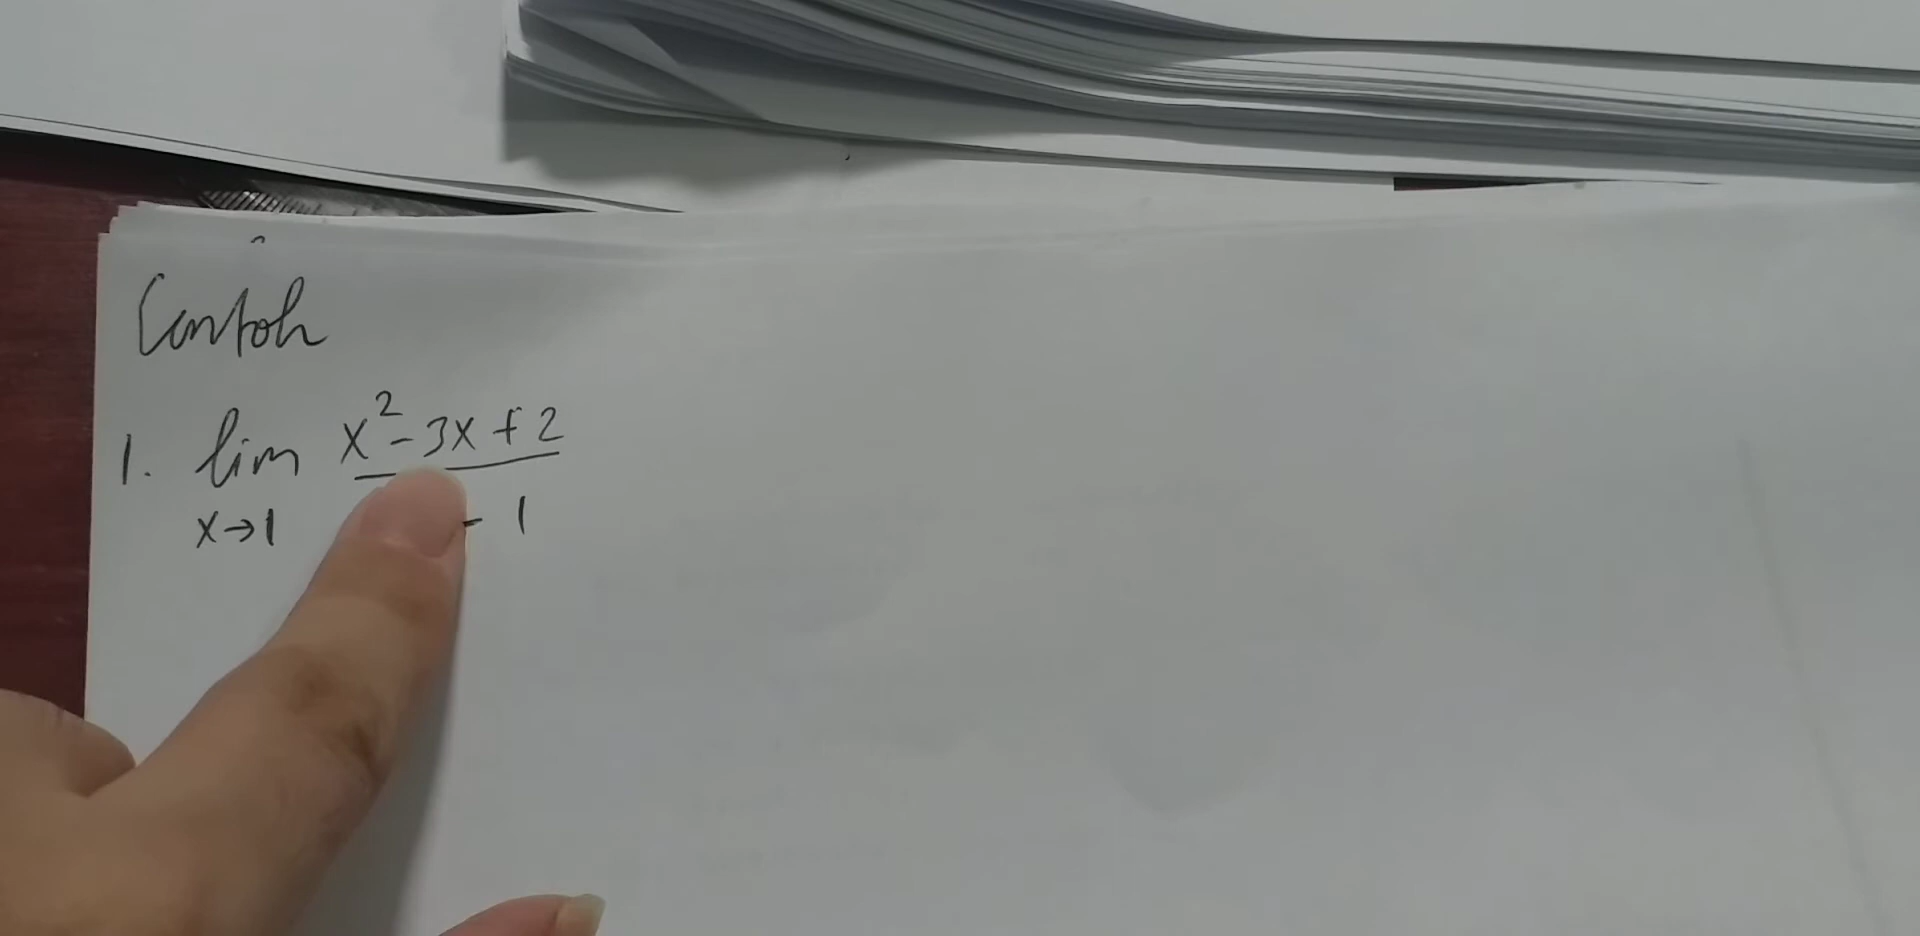 Contoh
1. lim x² - 3x + 2
x→1 - 1